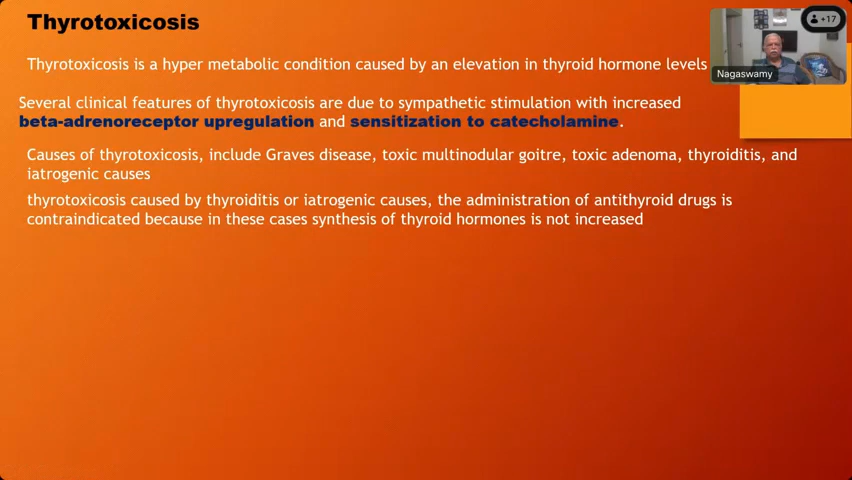 Thyrotoxicosis
+17
Nagaswamy
Thyrotoxicosis is a hyper metabolic condition caused by an elevation in thyroid hormone levels
Several clinical features of thyrotoxicosis are due to sympathetic stimulation with increased
beta-adrenoreceptor upregulation and sensitization to catecholamine.
Causes of thyrotoxicosis, include Graves disease, toxic multinodular goitre, toxic adenoma, thyroiditis, and
iatrogenic causes
thyrotoxicosis caused by thyroiditis or iatrogenic causes, the administration of antithyroid drugs is
contraindicated because in these cases synthesis of thyroid hormones is not increased